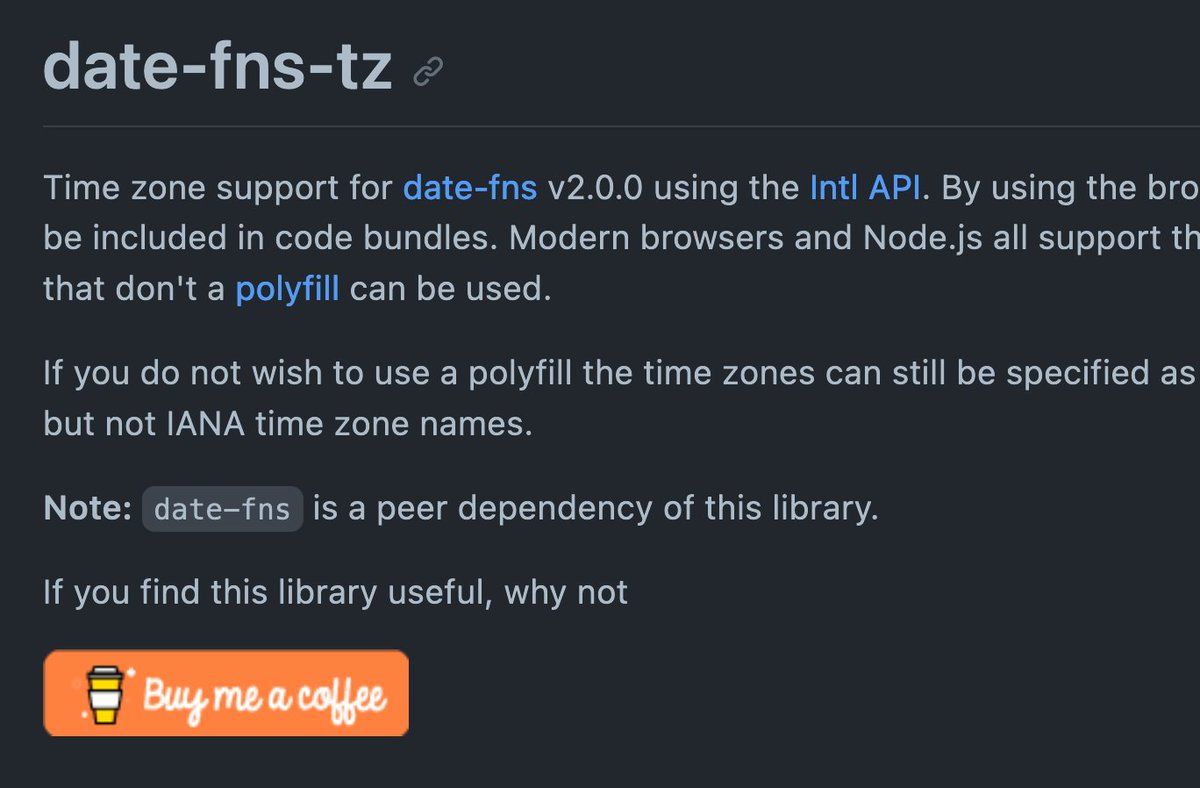 date-fns-tz
Time zone support for date-fns v2.0.0 using the Intl API. By using the bro
be included in code bundles. Modern browsers and Node.js all support th
that don't a polyfill can be used.
If you do not wish to use a polyfill the time zones can still be specified as
but not IANA time zone names.
Note: date-fns is a peer dependency of this library.
If you find this library useful, why not
Buy me a coffee